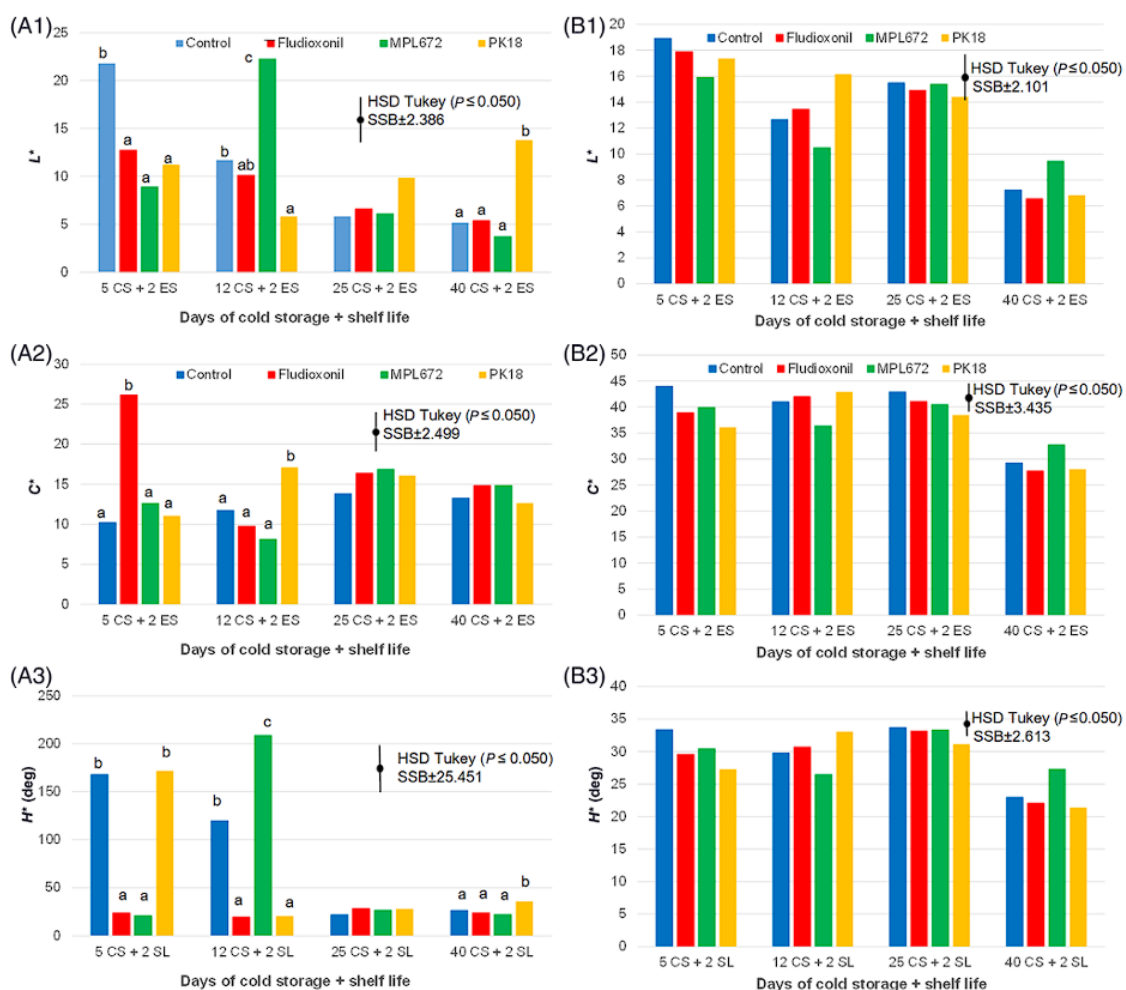 (A1)
25
20
15
10
5
0
L*
Control Fludioxonil MPL672 PK18
b
a
a
a
b
ab
c
a
a
a
a
b
HSD Tukey (P≤0.050)
SSB±2.386
5 CS + 2 ES 12 CS + 2 ES 25 CS + 2 ES 40 CS + 2 ES
Days of cold storage + shelf life
(B1)
20
18
16
14
12
10
8
6
4
2
0
L*
Control Fludioxonil MPL672 PK18
HSD Tukey (P≤0.050)
SSB±2.101
5 CS + 2 ES 12 CS + 2 ES 25 CS + 2 ES 40 CS + 2 ES
Days of cold storage + shelf life
(A2)
30
25
20
15
10
5
0
C*
Control Fludioxonil MPL672 PK18
a
b
a
a
a
a
a
b
HSD Tukey (P≤0.050)
SSB±2.499
5 CS + 2 ES 12 CS + 2 ES 25 CS + 2 ES 40 CS + 2 ES
Days of cold storage + shelf life
(B2)
50
45
40
35
30
25
20
15
10
5
0
C*
Control Fludioxonil MPL672 PK18
HSD Tukey (P≤0.050)
SSB±3.435
5 CS + 2 ES 12 CS + 2 ES 25 CS + 2 ES 40 CS + 2 ES
Days of cold storage + shelf life
(A3)
250
200
150
100
50
0
H* (deg)
b
a
a
b
b
a
c
a
a
a
a
b
HSD Tukey (P ≤ 0.050)
SSB±25.451
5 CS + 2 SL 12 CS + 2 SL 25 CS + 2 SL 40 CS + 2 SL
Days of cold storage + shelf life
(B3)
40
35
30
25
20
15
10
5
0
H* (deg)
HSD Tukey (P≤0.050)
SSB±2.613
5 CS + 2 SL 12 CS + 2 SL 25 CS + 2 SL 40 CS + 2 SL
Days of cold storage + shelf life